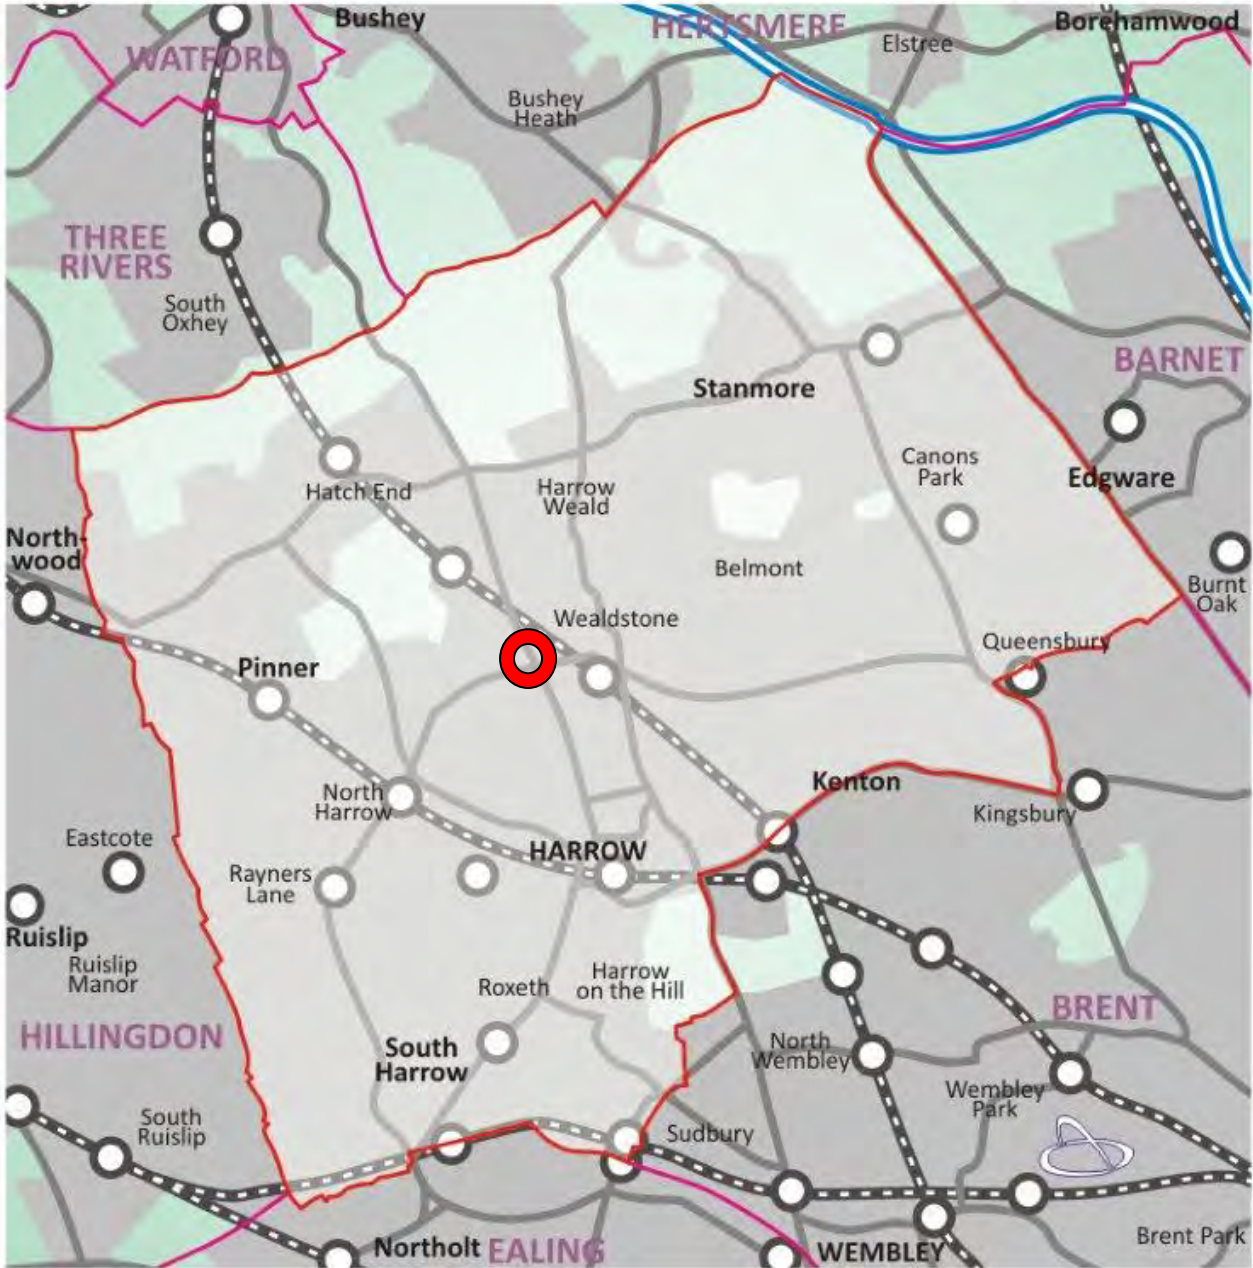 Bushey
HERTSMERE
Borehamwood
Elstree
WATFORD
Bushey
Heath
THREE
RIVERS
South
Oxhey
BARNET
Stanmore
Canons
Park
Edgware
Hatch End
Harrow
Weald
North-
wood
Belmont
Burnt
Oak
Wealdstone
Queensbury
Pinner
Kenton
North
Harrow
Kingsbury
Eastcote
HARROW
Rayners
Lane
Ruislip
Ruislip
Manor
Harrow
on the Hill
Roxeth
BRENT
HILLINGDON
South
Harrow
North
Wembley
Wembley
Park
South
Ruislip
Sudbury
Northolt
EALING
WEMBLEY
Brent Park